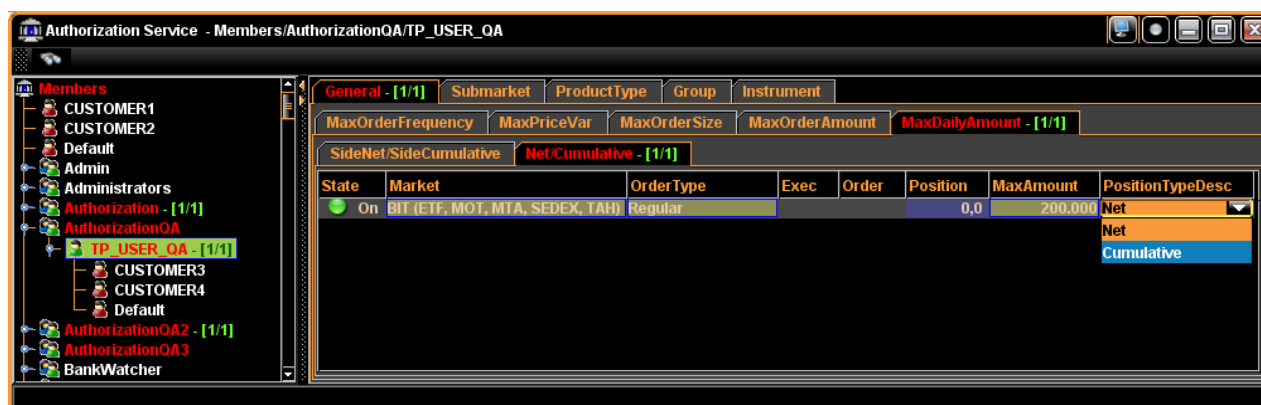 Authorization Service - Members/AuthorizationQA/TP_USER_QA
Members
CUSTOMER1
CUSTOMER2
Default
Admin
Administrators
Authorization - [1/1]
AuthorizationQA
TP_USER_QA - [1/1]
CUSTOMER3
CUSTOMER4
Default
AuthorizationQA2 - [1/1]
AuthorizationQA3
BankWatcher
General - [1/1] Submarket ProductType Group Instrument
MaxOrderFrequency MaxPriceVar MaxOrderSize MaxOrderAmount MaxDailyAmount - [1/1]
SideNet/SideCumulative Net/Cumulative - [1/1]
State Market OrderType Exec Order Position MaxAmount PositionTypeDesc
On BIT (ETF, MOT, MTA, SEDEX, TAH) Regular 0,0 200.000 Net
Net
Cumulative